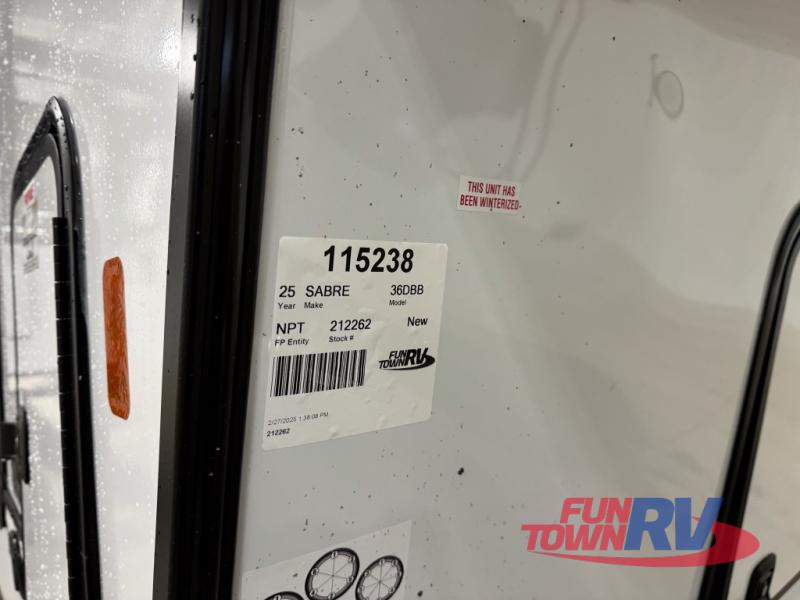 THIS UNIT HAS
BEEN WINTERIZED
115238
25 SABRE 36DBB
Year Make Model
NPT 212262 New
FP Entity Stock #
FUN
TOWN RV
2/27/2025 1:38:08 PM
212262
FUN
TOWN RV